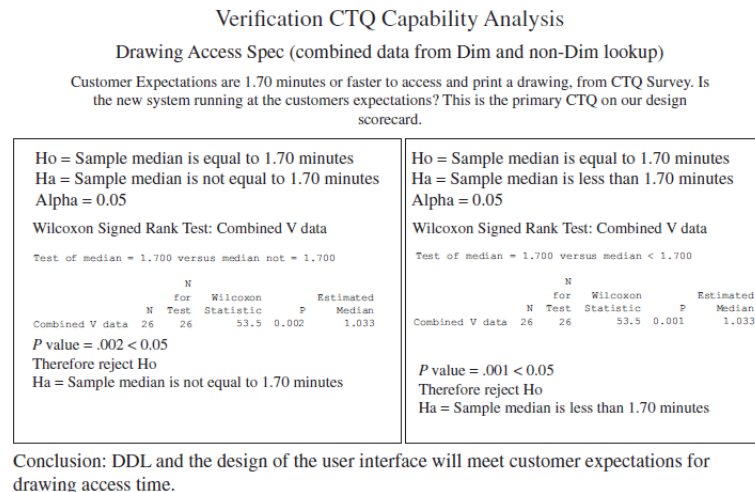 Verification CTQ Capability Analysis
Drawing Access Spec (combined data from Dim and non-Dim lookup)
Customer Expectations are 1.70 minutes or faster to access and print a drawing, from CTQ Survey. Is
the new system running at the customers expectations? This is the primary CTQ on our design
scorecard.
Ho = Sample median is equal to 1.70 minutes
Ha = Sample median is not equal to 1.70 minutes
Alpha = 0.05
Wilcoxon Signed Rank Test: Combined V data
Test of median = 1.700 versus median not = 1.700
N
for Wilcoxon Estimated
N Test Statistic P Median
Combined V data 26 26 53.5 0.002 1.033
P value = .002 < 0.05
Therefore reject Ho
Ha = Sample median is not equal to 1.70 minutes
Ho = Sample median is equal to 1.70 minutes
Ha = Sample median is less than 1.70 minutes
Alpha = 0.05
Wilcoxon Signed Rank Test: Combined V data
Test of median = 1.700 versus median < 1.700
N
for Wilcoxon Estimated
N Test Statistic P Median
Combined V data 26 26 53.5 0.001 1.033
P value = .001 < 0.05
Therefore reject Ho
Ha = Sample median is less than 1.70 minutes
Conclusion: DDL and the design of the user interface will meet customer expectations for
drawing access time.